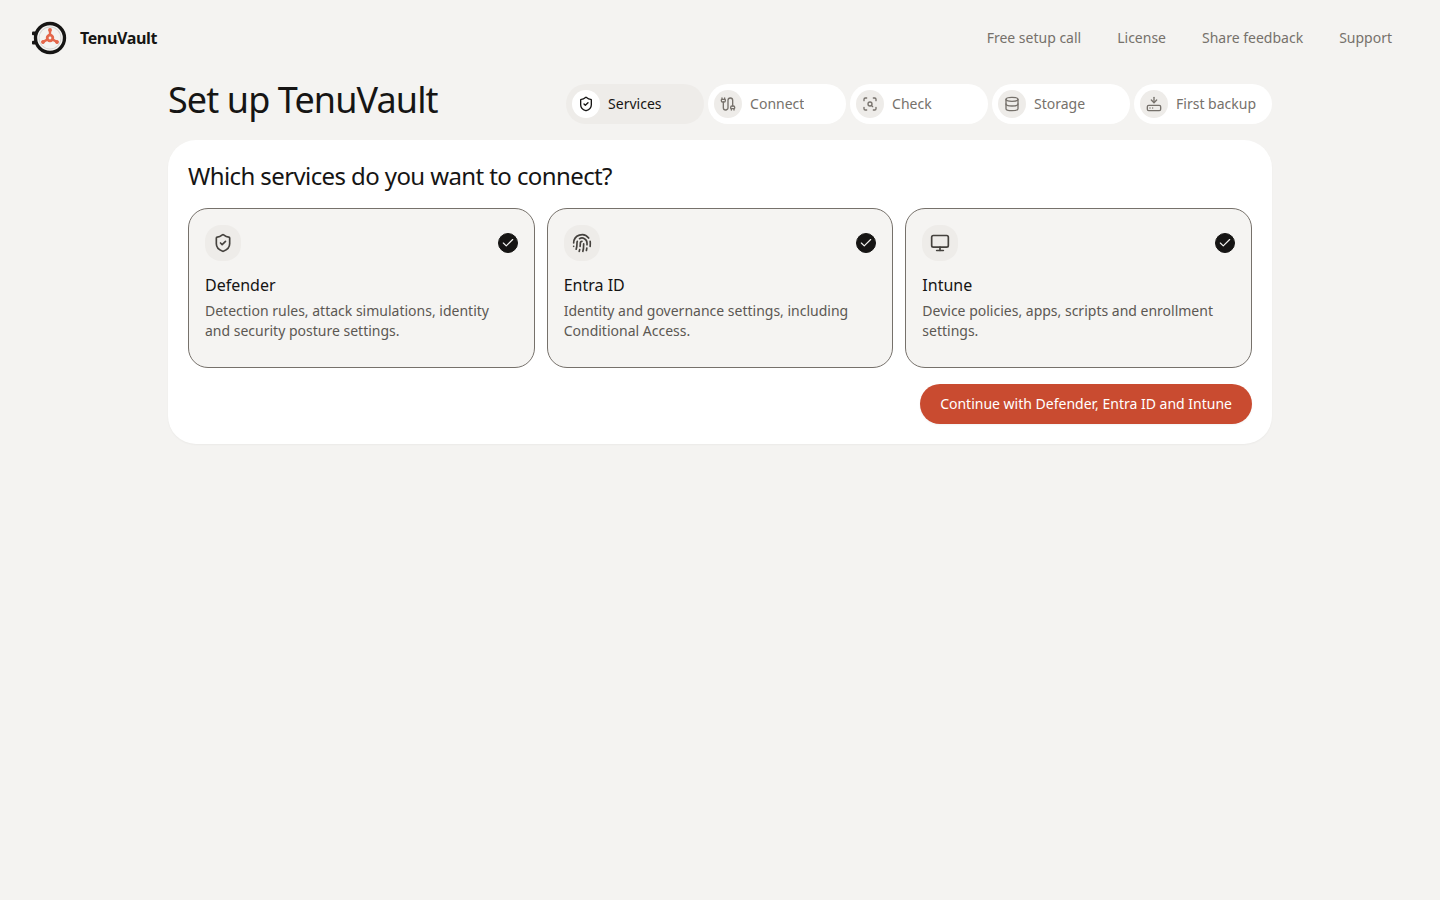 TenuVault
Free setup call
License
Share feedback
Support
Set up TenuVault
Services
Connect
Check
Storage
First backup
Which services do you want to connect?
Defender
Detection rules, attack simulations, identity
and security posture settings.
Entra ID
Identity and governance settings, including
Conditional Access.
Intune
Device policies, apps, scripts and enrollment
settings.
Continue with Defender, Entra ID and Intune